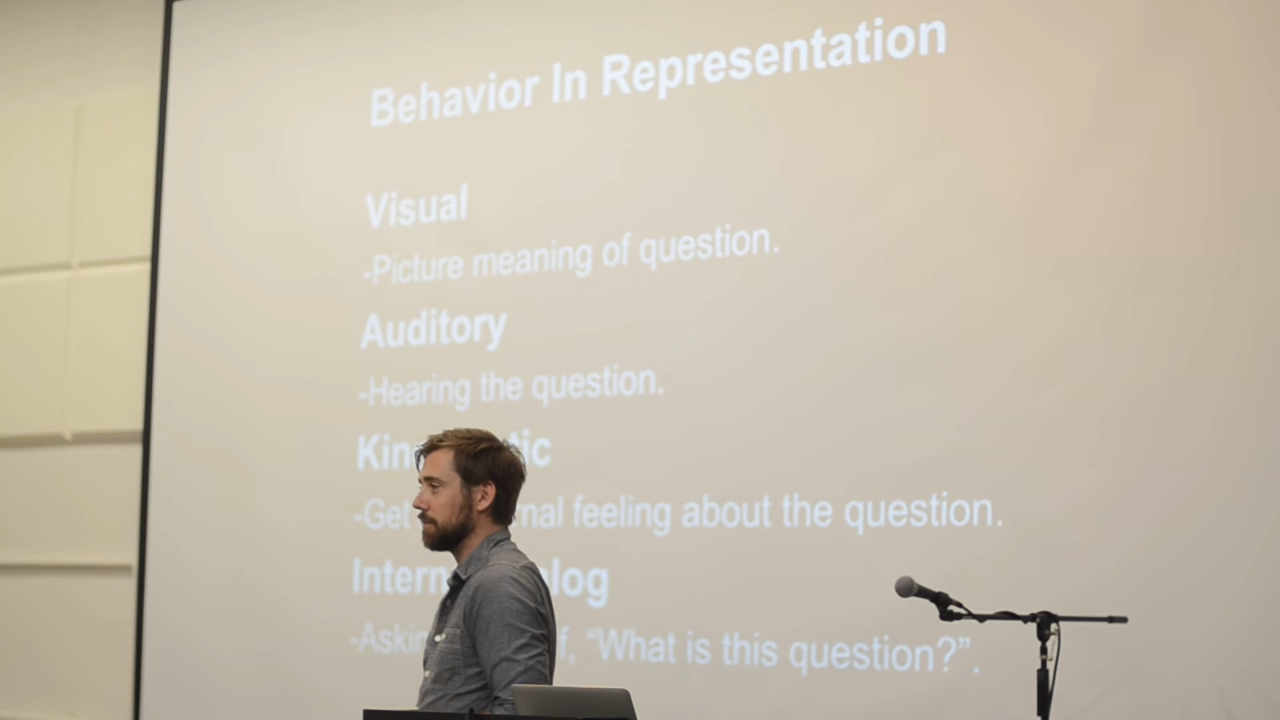 Behavior In Representation
Visual
-Picture meaning of question.
Auditory
-Hearing the question.
-Get feeling about the question.
-"What is this question?".